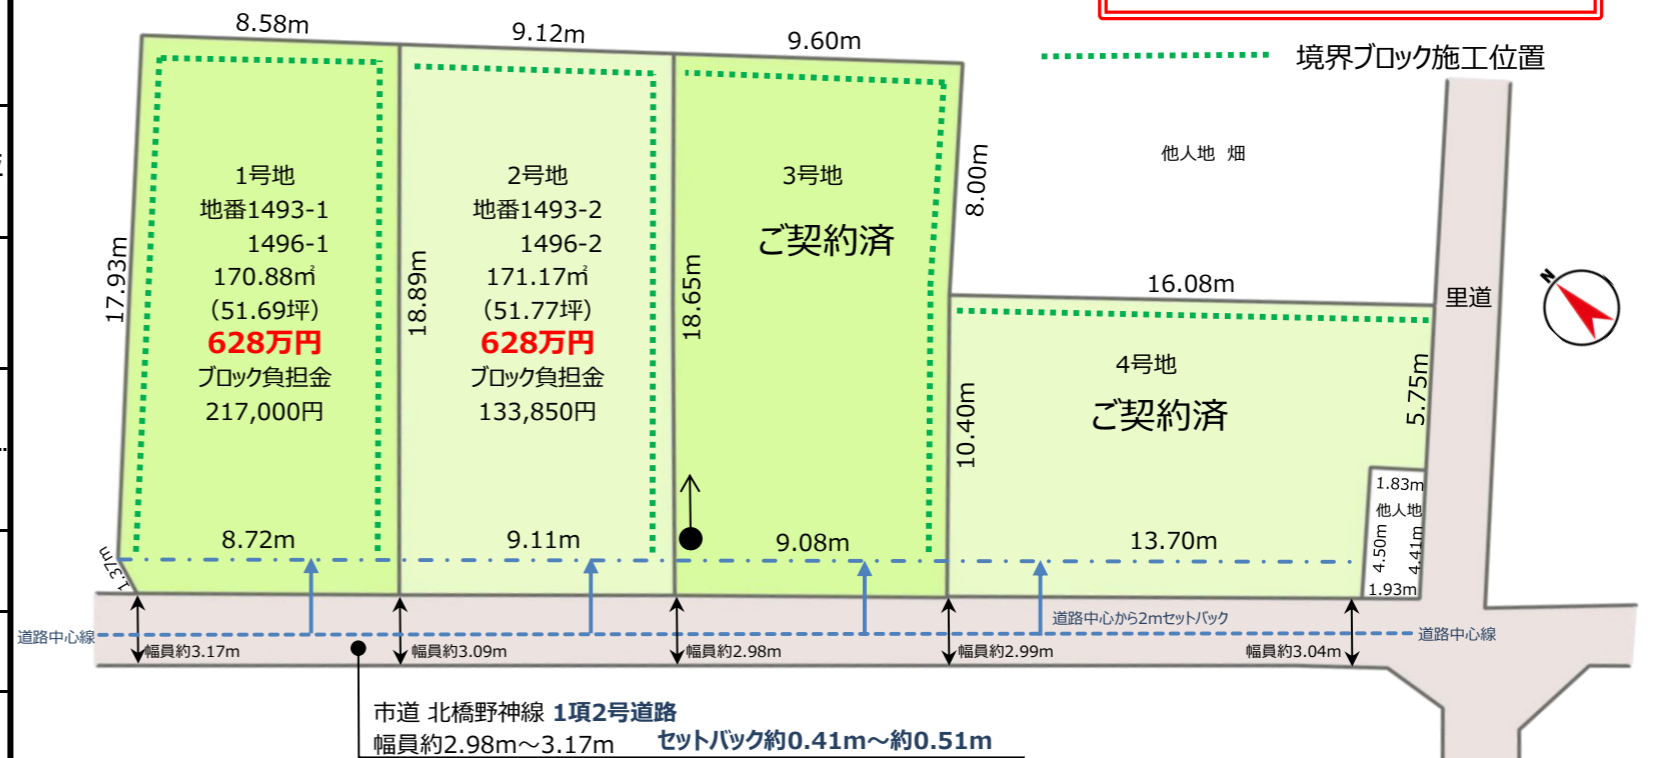 8.58m
9.12m
9.60m
境界ブロック施工位置
1号地
地番1493-1
1496-1
170.88㎡
(51.69坪)
628万円
ブロック負担金
217,000円
17.93m
18.89m
8.72m
1.37m
2号地
地番1493-2
1496-2
171.17㎡
(51.77坪)
628万円
ブロック負担金
133,850円
9.11m
18.65m
3号地
ご契約済
9.08m
8.00m
他人地 畑
16.08m
里道
N
4号地
ご契約済
10.40m
5.75m
13.70m
1.83m
他人地
4.50m
4.41m
1.93m
道路中心から2mセットバック
道路中心線
道路中心線
幅員約3.17m
幅員約3.09m
幅員約2.98m
幅員約2.99m
幅員約3.04m
市道 北橋野神線 1項2号道路
幅員約2.98m～3.17m セットバック約0.41m～約0.51m